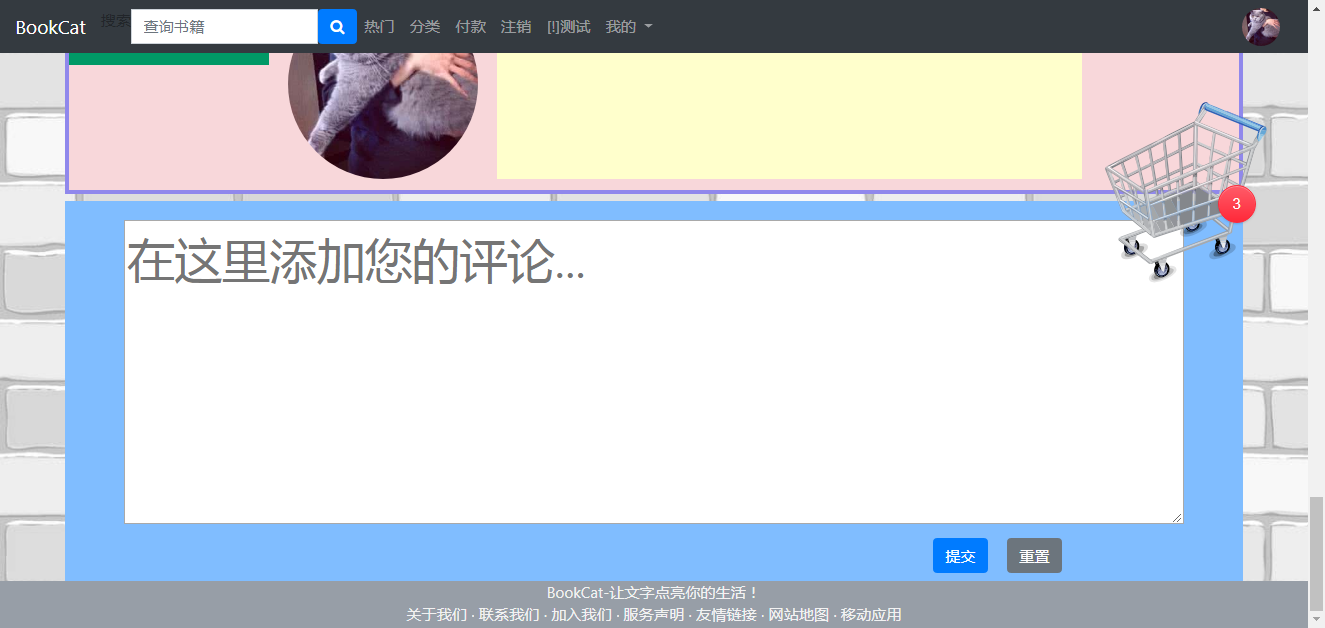 BookCat 搜索 查询书籍 热门 分类 付款 注销 [!]测试 我的
3
在这里添加您的评论...
提交 重置
BookCat-让文字点亮你的生活！
关于我们 · 联系我们 · 加入我们 · 服务声明 · 友情链接 · 网站地图 · 移动应用